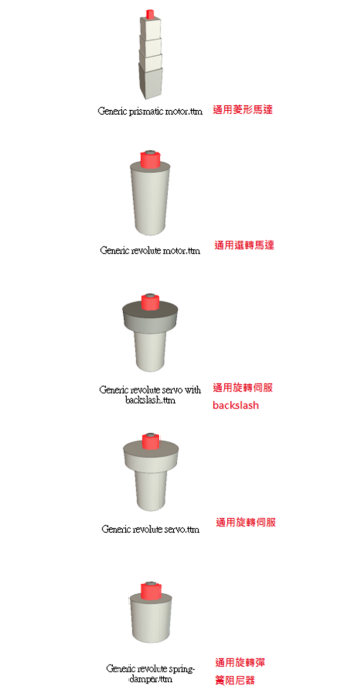 Generic prismatic motor.ttm
通用菱形馬達
Generic revolute motor.ttm
通用選轉馬達
Generic revolute servo with
backslash.ttm
通用旋轉伺服
backslash
Generic revolute servo.ttm
通用旋轉伺服
Generic revolute spring-
damper.ttm
通用旋轉彈
簧阻尼器